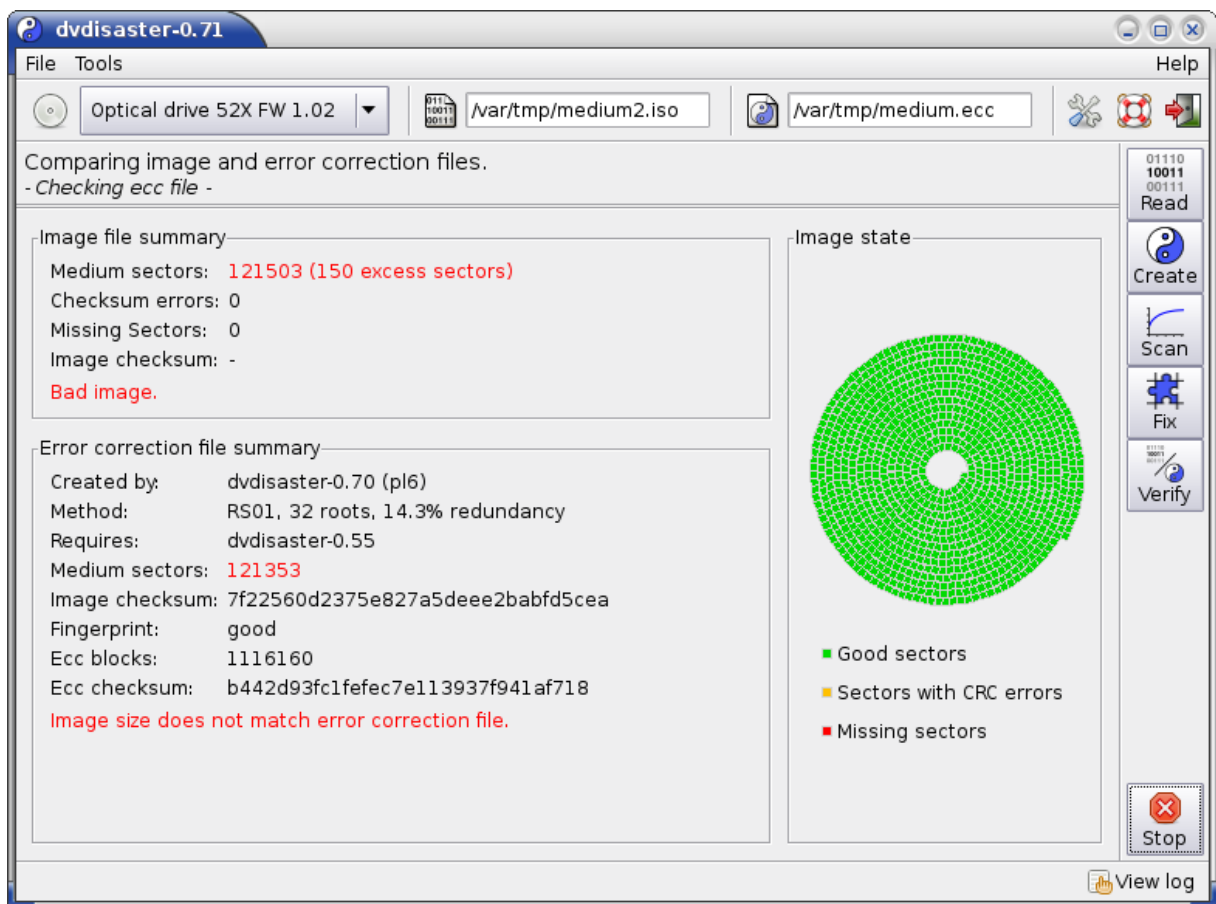 dvdisaster-0.71
File Tools Help
Optical drive 52X FW 1.02 /var/tmp/medium2.iso /var/tmp/medium.ecc
Comparing image and error correction files.
- Checking ecc file -
Image file summary
Medium sectors: 121503 (150 excess sectors)
Checksum errors: 0
Missing Sectors: 0
Image checksum: -
Bad image.
Error correction file summary
Created by: dvdisaster-0.70 (pl6)
Method: RS01, 32 roots, 14.3% redundancy
Requires: dvdisaster-0.55
Medium sectors: 121353
Image checksum: 7f22560d2375e827a5deee2babfd5cea
Fingerprint: good
Ecc blocks: 1116160
Ecc checksum: b442d93fc1fefec7e113937f941af718
Image size does not match error correction file.
Image state
Good sectors
Sectors with CRC errors
Missing sectors
01110
10011
00111
Read
Create
Scan
Fix
Verify
Stop
View log